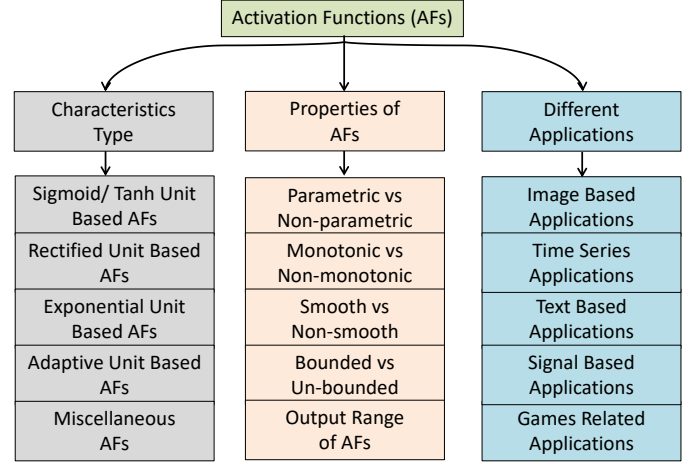 Activation Functions (AFs)
Characteristics
Type
Properties of
AFs
Different
Applications
Sigmoid/ Tanh Unit
Based AFs
Rectified Unit Based
AFs
Exponential Unit
Based AFs
Adaptive Unit Based
AFs
Miscellaneous
AFs
Parametric vs
Non-parametric
Monotonic vs
Non-monotonic
Smooth vs
Non-smooth
Bounded vs
Un-bounded
Output Range
of AFs
Image Based
Applications
Time Series
Applications
Text Based
Applications
Signal Based
Applications
Games Related
Applications